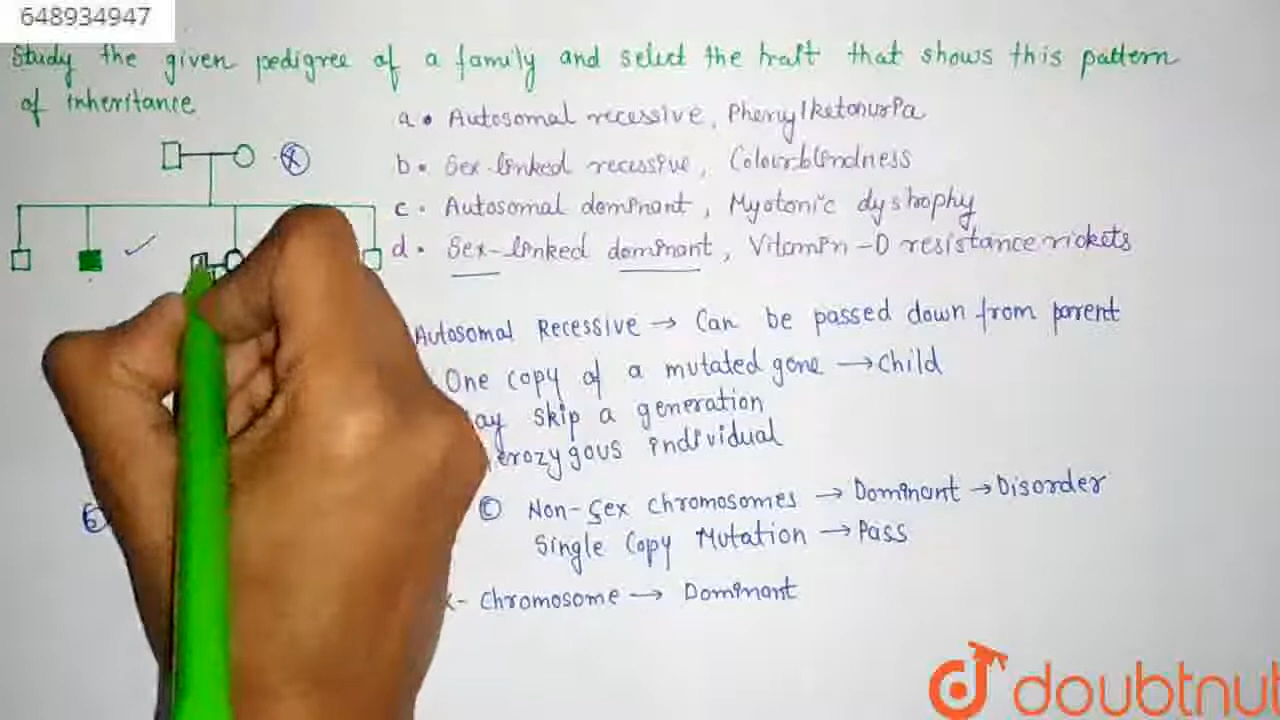 648934947
Study the given pedigree of a family and select the trait that shows this pattern
of inheritance
a. Autosomal recessive, Phenylketonuria
b. Sex-linked recessive, Colourblindness
c. Autosomal dominant, Myotonic dystrophy
d. Sex-linked dominant, Vitamin-D resistance rickets
Autosomal Recessive → Can be passed down from parent
One copy of a mutated gene → Child
skip a generation
individual
© Non-sex chromosomes → Dominant → Disorder
Single Copy Mutation → Pass
Chromosome → Dominant
doubtnut